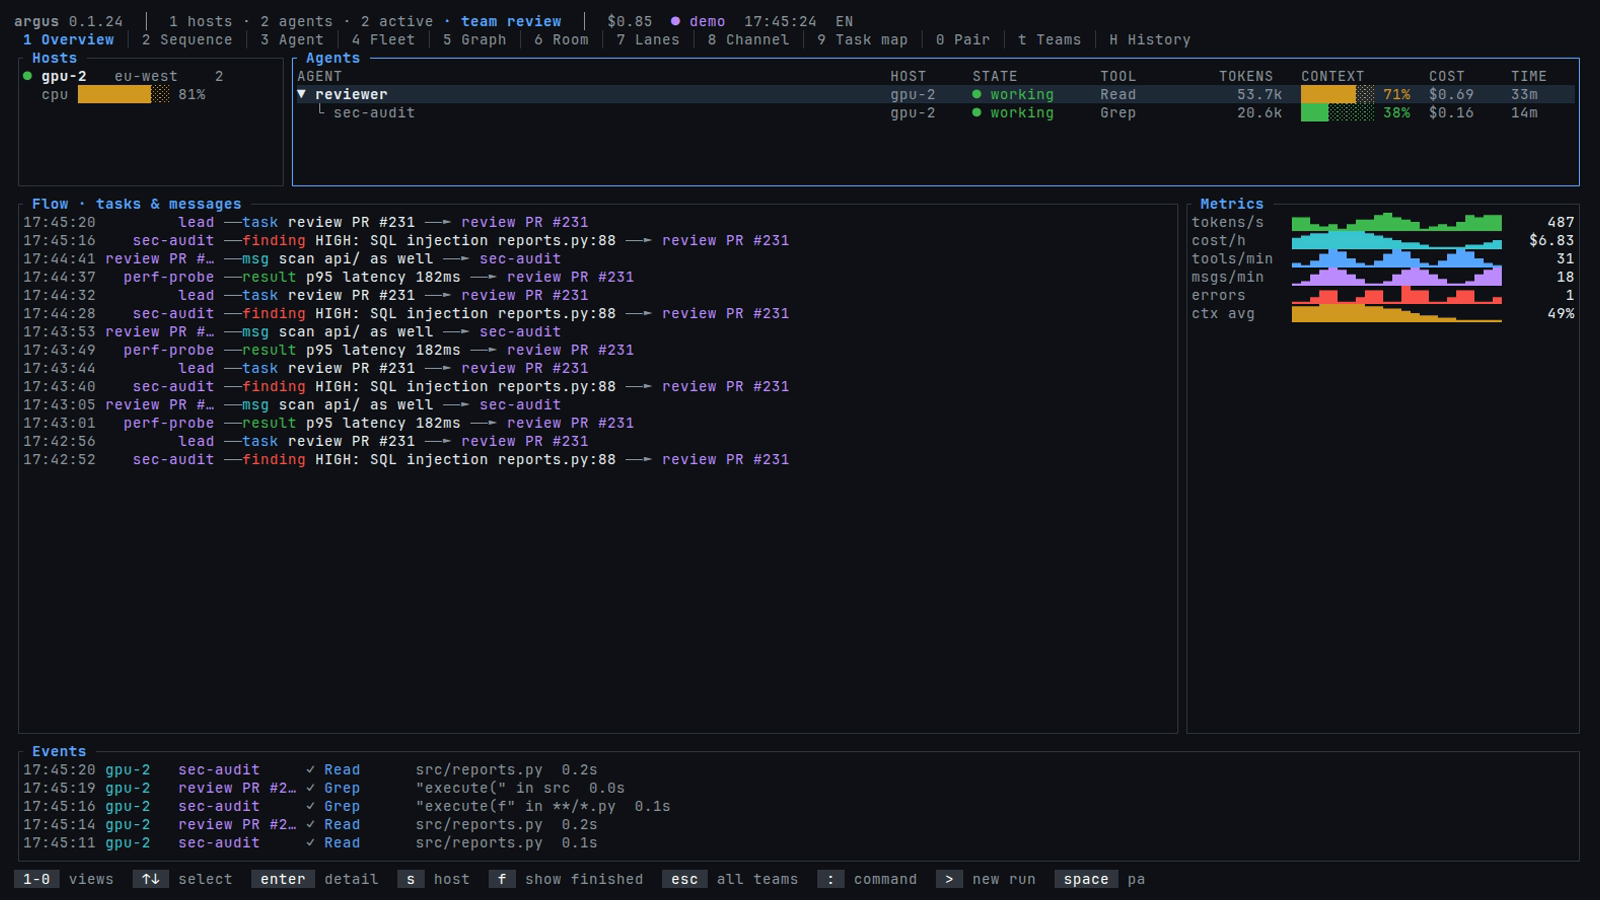 argus 0.1.24 │ 1 hosts · 2 agents · 2 active · team review │ $0.85 ● demo 17:45:24 EN
1 Overview │ 2 Sequence │ 3 Agent │ 4 Fleet │ 5 Graph │ 6 Room │ 7 Lanes │ 8 Channel │ 9 Task map │ 0 Pair │ t Teams │ H History
Hosts
● gpu-2 eu-west 2
cpu 81%
Agents
AGENT HOST STATE TOOL TOKENS CONTEXT COST TIME
▼ reviewer gpu-2 ● working Read 53.7k 71% $0.69 33m
└ sec-audit gpu-2 ● working Grep 20.6k 38% $0.16 14m
Flow · tasks & messages
17:45:20 lead ──task review PR #231 ──► review PR #231
17:45:16 sec-audit ──finding HIGH: SQL injection reports.py:88 ──► review PR #231
17:44:41 review PR #… ──msg scan api/ as well ──► sec-audit
17:44:37 perf-probe ──result p95 latency 182ms ──► review PR #231
17:44:32 lead ──task review PR #231 ──► review PR #231
17:44:28 sec-audit ──finding HIGH: SQL injection reports.py:88 ──► review PR #231
17:43:53 review PR #… ──msg scan api/ as well ──► sec-audit
17:43:49 perf-probe ──result p95 latency 182ms ──► review PR #231
17:43:44 lead ──task review PR #231 ──► review PR #231
17:43:40 sec-audit ──finding HIGH: SQL injection reports.py:88 ──► review PR #231
17:43:05 review PR #… ──msg scan api/ as well ──► sec-audit
17:43:01 perf-probe ──result p95 latency 182ms ──► review PR #231
17:42:56 lead ──task review PR #231 ──► review PR #231
17:42:52 sec-audit ──finding HIGH: SQL injection reports.py:88 ──► review PR #231
Metrics
tokens/s 487
cost/h $6.83
tools/min 31
msgs/min 18
errors 1
ctx avg 49%
Events
17:45:20 gpu-2 sec-audit ✓ Read src/reports.py 0.2s
17:45:19 gpu-2 review PR #2… ✓ Grep "execute(" in src 0.0s
17:45:16 gpu-2 sec-audit ✓ Grep "execute(f" in **/*.py 0.1s
17:45:14 gpu-2 review PR #2… ✓ Read src/reports.py 0.2s
17:45:11 gpu-2 sec-audit ✓ Read src/reports.py 0.1s
1-0 views ↑↓ select enter detail s host f show finished esc all teams : command > new run space pa